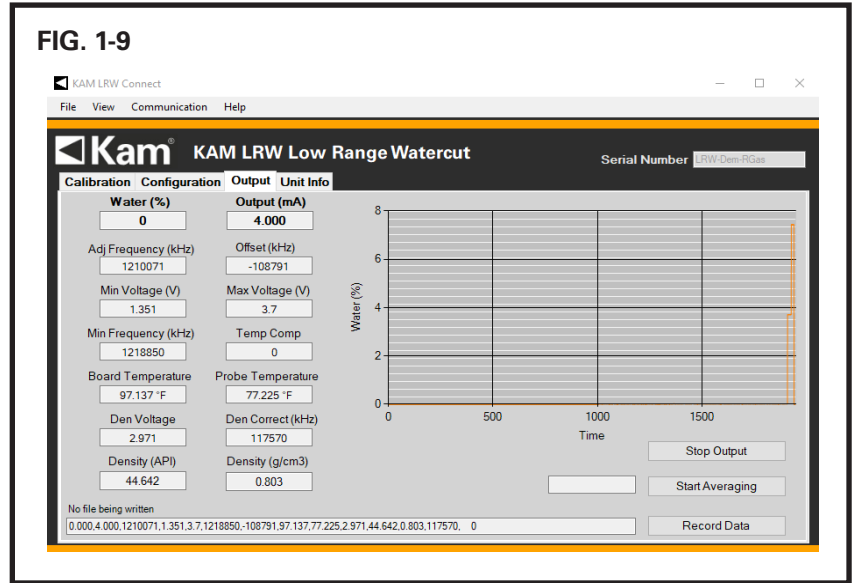 FIG. 1-9
KAM LRW Connect
File View Communication Help
Kam® KAM LRW Low Range Watercut
Serial Number LRW-Dem-RGas
Calibration Configuration Output Unit Info
Water (%) Output (mA)
0 4.000
Adj Frequency (kHz) Offset (kHz)
1210071 -108791
Min Voltage (V) Max Voltage (V)
1.351 3.7
Min Frequency (kHz) Temp Comp
1218850 0
Board Temperature Probe Temperature
97.137 °F 77.225 °F
Den Voltage Den Correct (kHz)
2.971 117570
Density (API) Density (g/cm3)
44.642 0.803
8
6
4
2
0
Water (%)
0 500 1000 1500
Time
Stop Output
Start Averaging
Record Data
No file being written
0.000,4.000,1210071,1.351,3.7,1218850,-108791,97.137,77.225,2.971,44.642,0.803,117570, 0